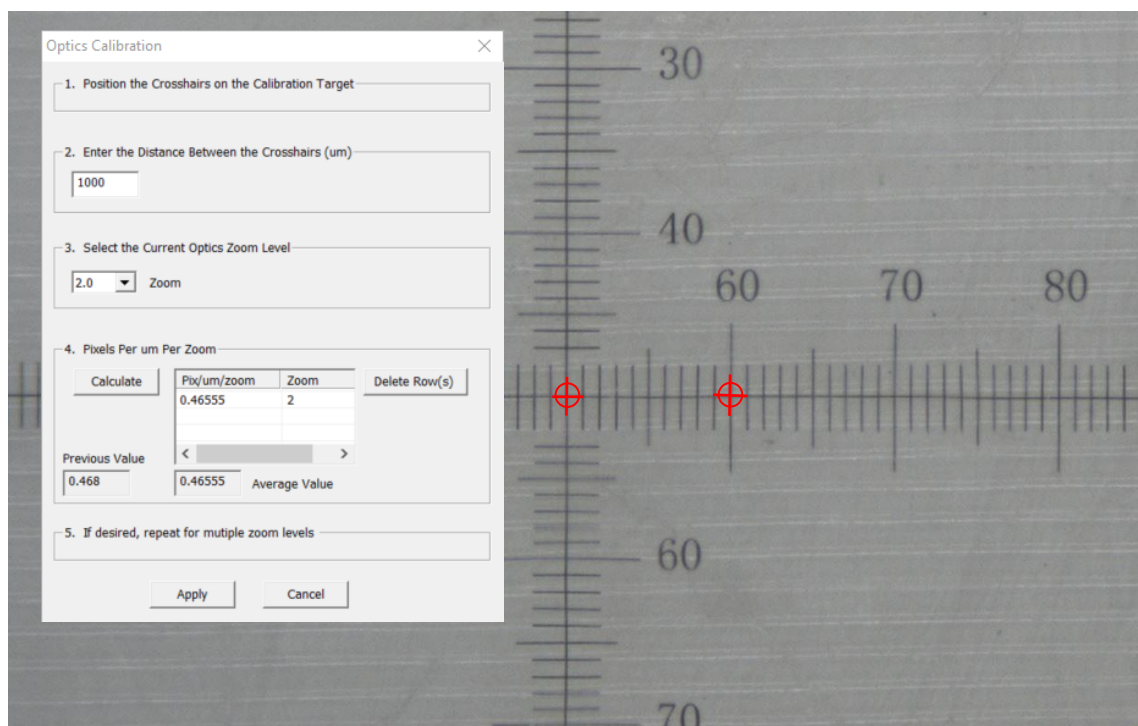 Optics Calibration
1. Position the Crosshairs on the Calibration Target
2. Enter the Distance Between the Crosshairs (um)
1000
3. Select the Current Optics Zoom Level
2.0 Zoom
4. Pixels Per um Per Zoom
Calculate
Pix/um/zoom Zoom
0.46555 2
Delete Row(s)
Previous Value
0.468
0.46555 Average Value
5. If desired, repeat for mutiple zoom levels
Apply Cancel
30
40
60 70 80
60
70